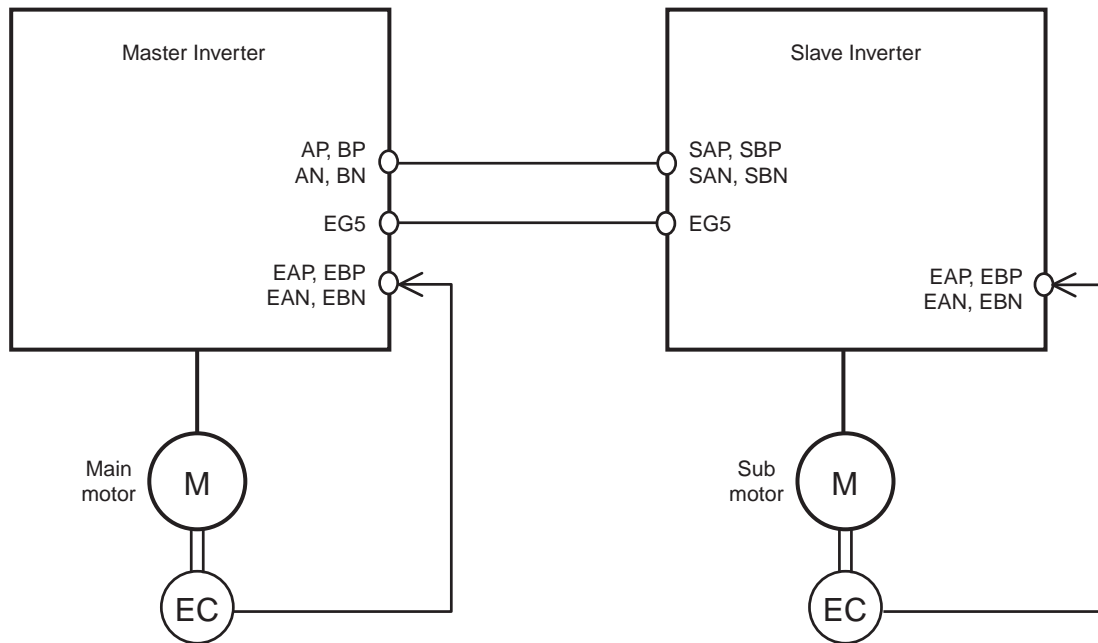 Master Inverter
Slave Inverter
AP, BP
AN, BN
SAP, SBP
SAN, SBN
EG5
EG5
EAP, EBP
EAN, EBN
EAP, EBP
EAN, EBN
Main
motor
M
Sub
motor
M
EC
EC